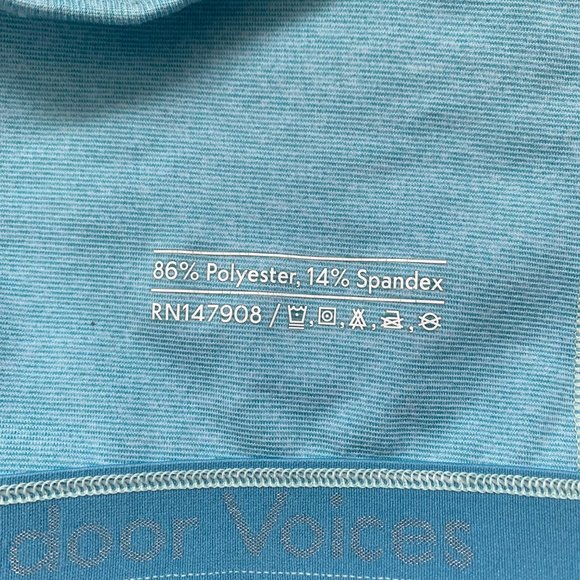 86% Polyester, 14% Spandex
RN147908 /
door Voices